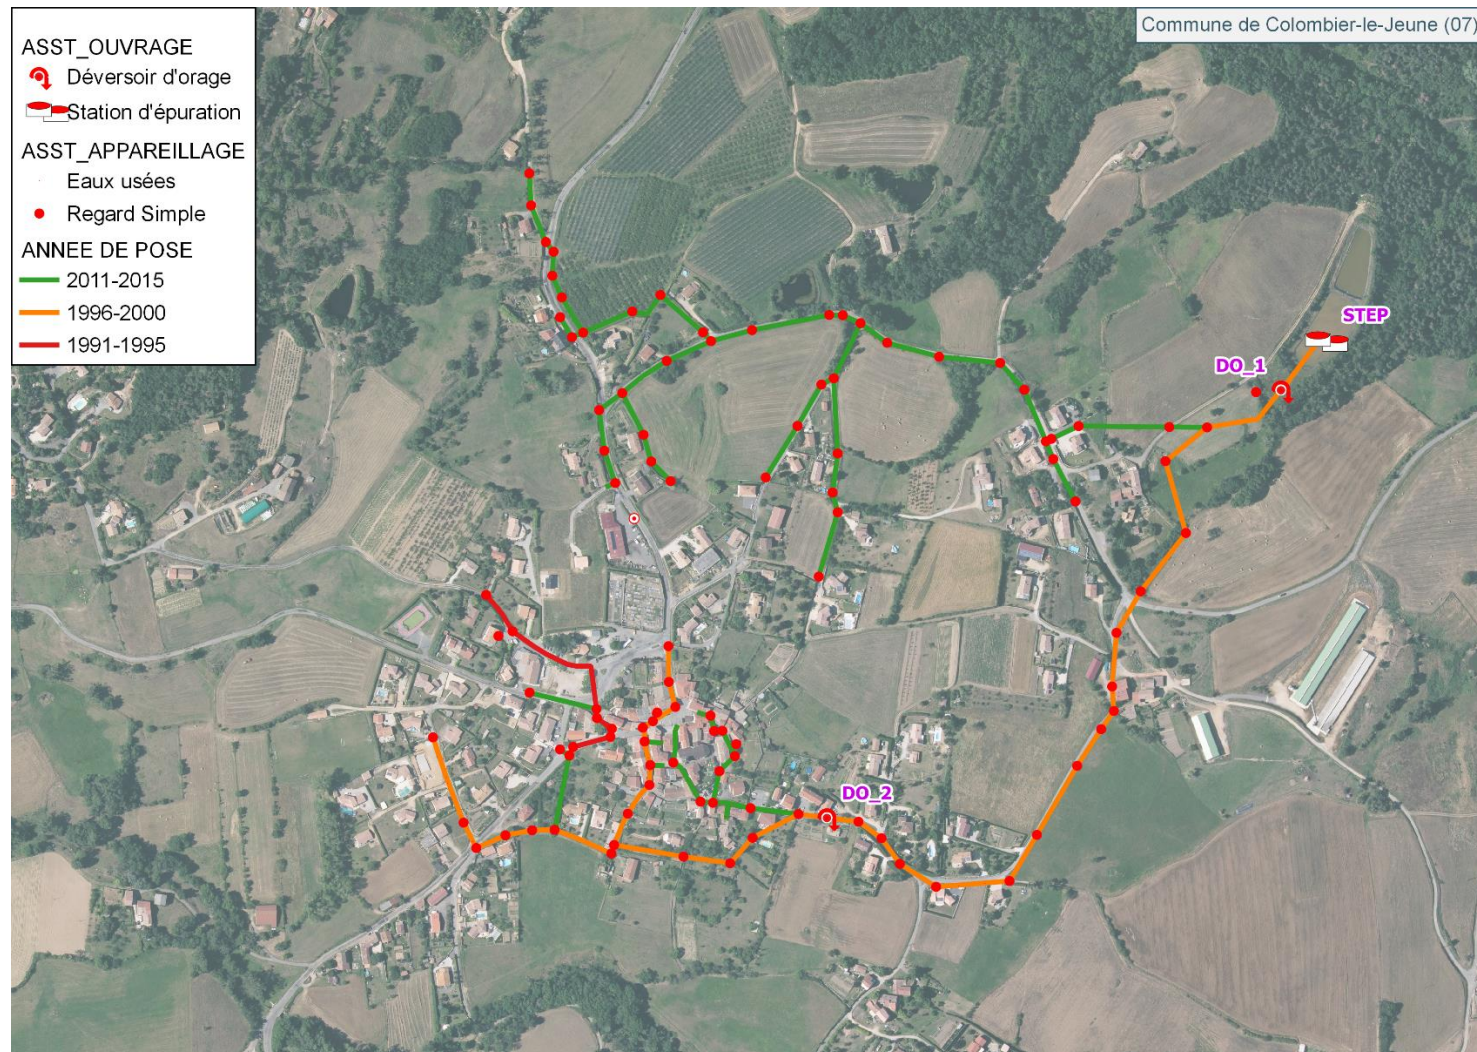 Commune de Colombier-le-Jeune (07)
ASST_OUVRAGE
Déversoir d'orage
Station d'épuration
ASST_APPAREILLAGE
Eaux usées
Regard Simple
ANNEE DE POSE
2011-2015
1996-2000
1991-1995
STEP
DO_1
DO_2